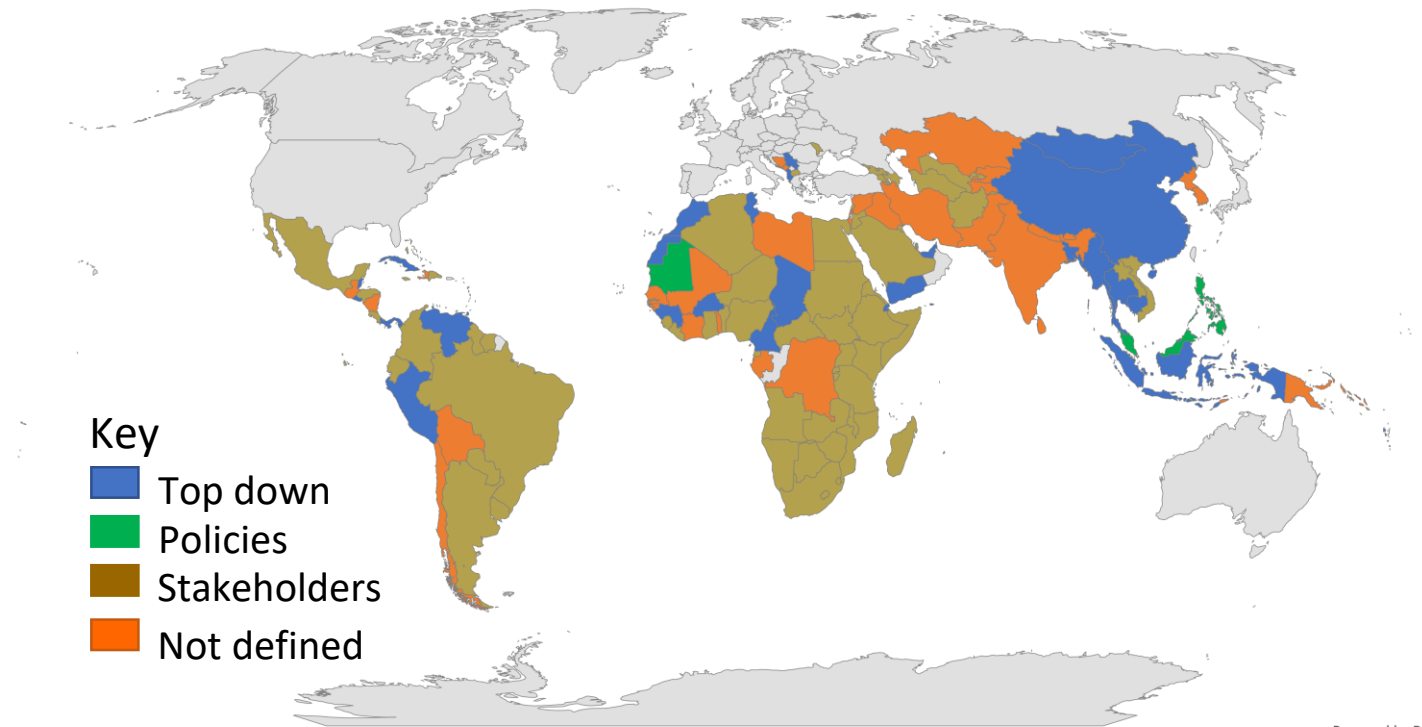 Key
Top down
Policies
Stakeholders
Not defined